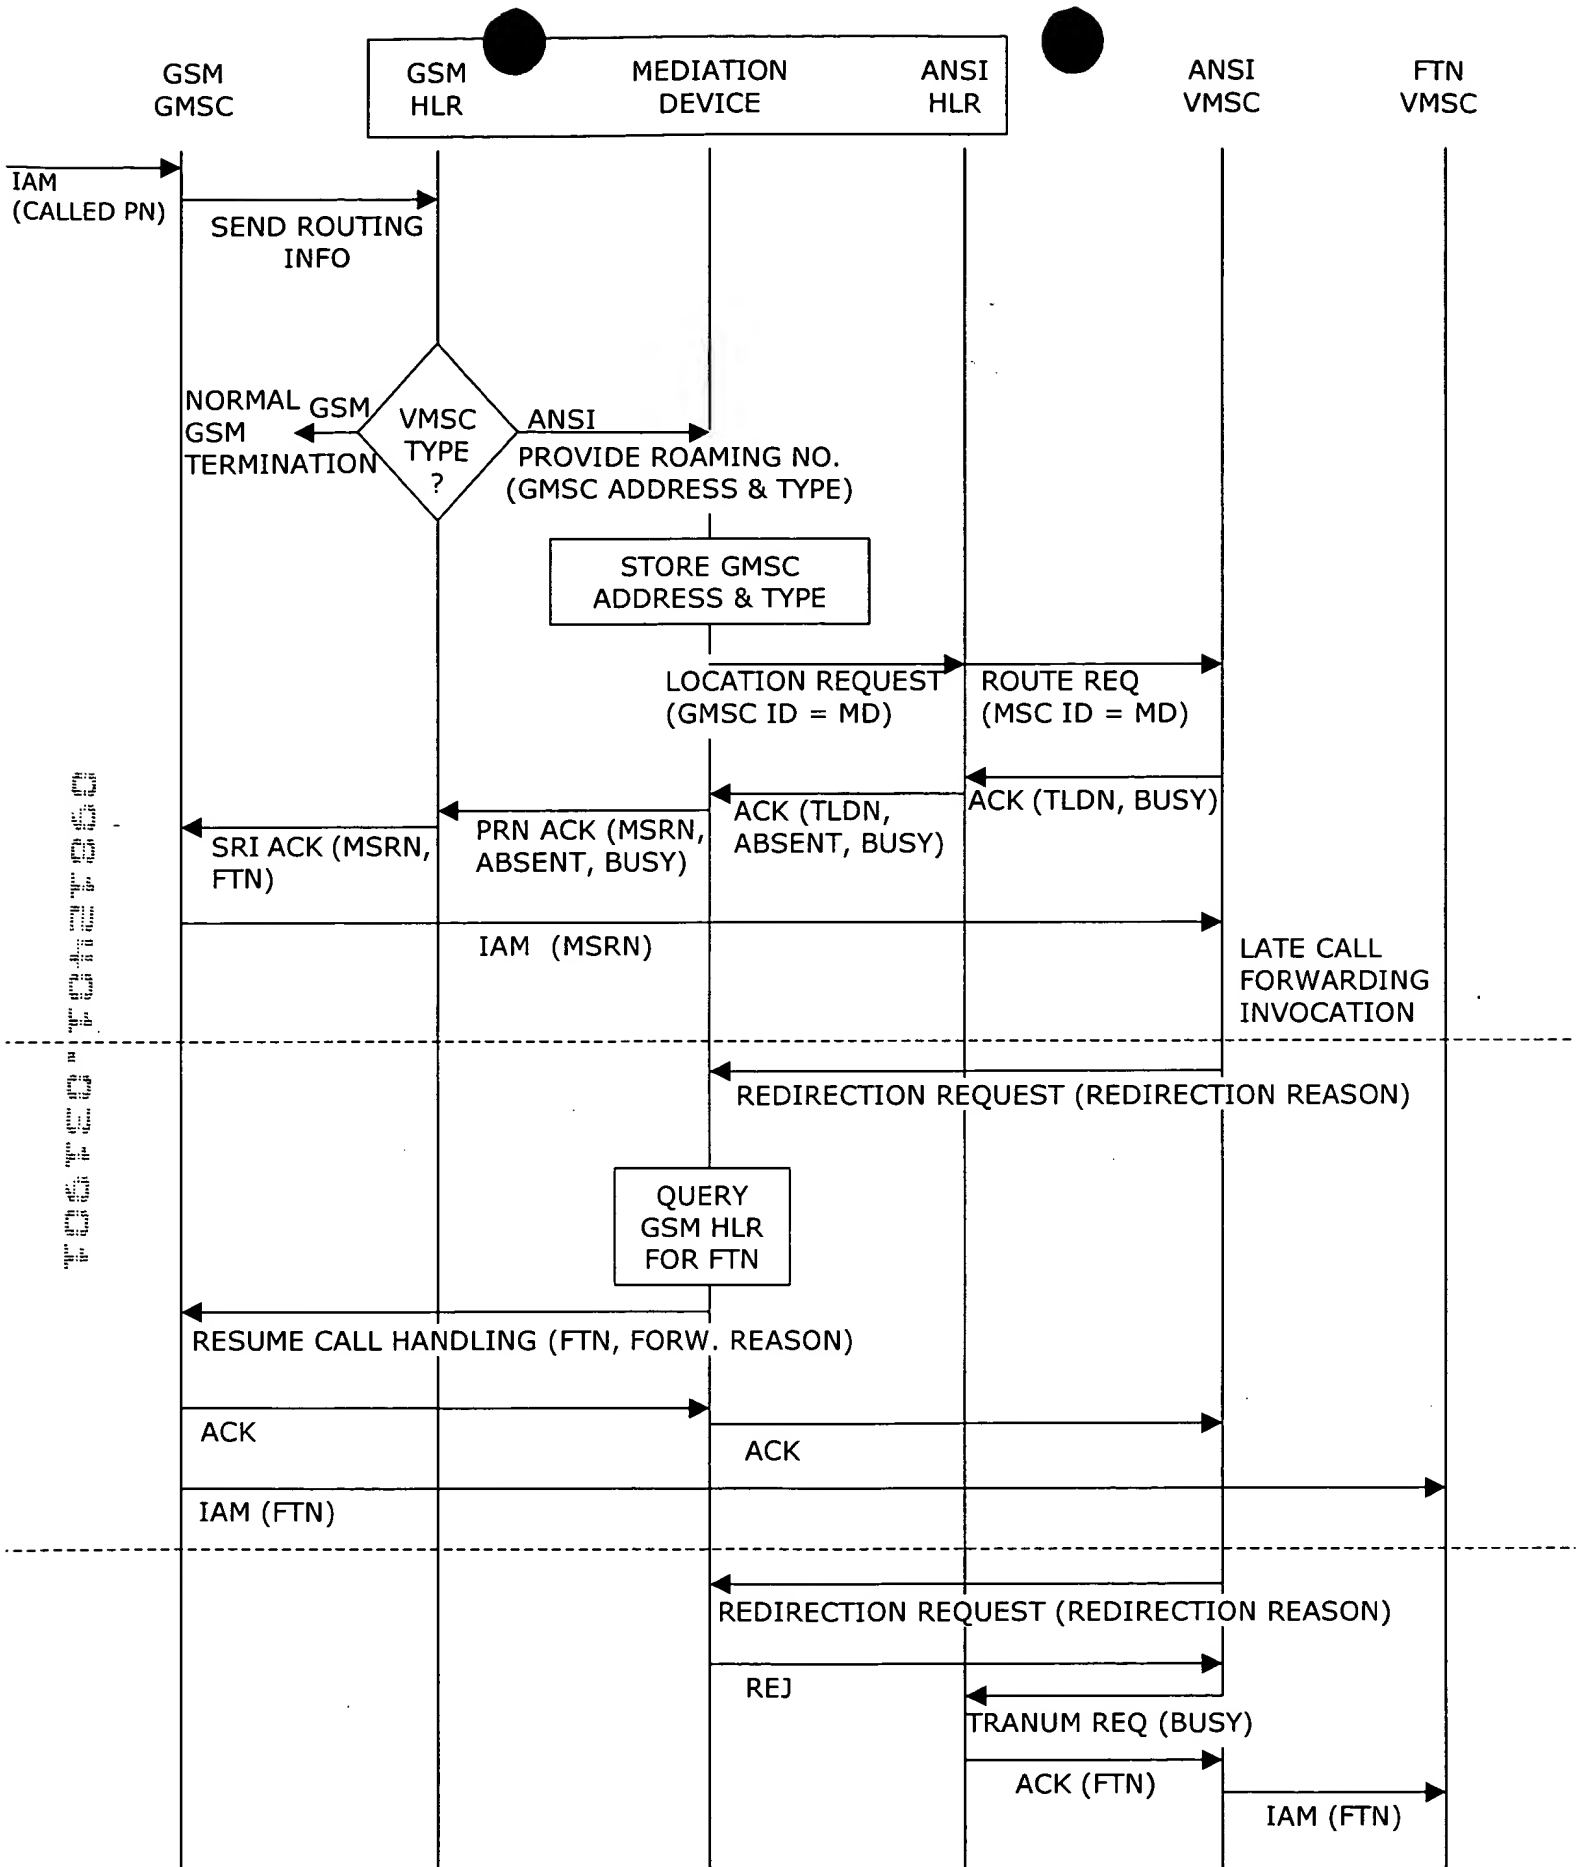 GSM
GMSC
GSM
HLR
MEDIATION
DEVICE
ANSI
HLR
ANSI
VMSC
FTN
VMSC
IAM
(CALLED PN)
SEND ROUTING
INFO
NORMAL
GSM
TERMINATION
GSM
VMSC
TYPE
?
ANSI
PROVIDE ROAMING NO.
(GMSC ADDRESS & TYPE)
STORE GMSC
ADDRESS & TYPE
LOCATION REQUEST
(GMSC ID = MD)
ROUTE REQ
(MSC ID = MD)
ACK (TLDN, BUSY)
ACK (TLDN,
ABSENT, BUSY)
PRN ACK (MSRN,
ABSENT, BUSY)
SRI ACK (MSRN,
FTN)
IAM (MSRN)
LATE CALL
FORWARDING
INVOCATION
REDIRECTION REQUEST (REDIRECTION REASON)
QUERY
GSM HLR
FOR FTN
RESUME CALL HANDLING (FTN, FORW. REASON)
ACK
ACK
IAM (FTN)
REDIRECTION REQUEST (REDIRECTION REASON)
REJ
TRANUM REQ (BUSY)
ACK (FTN)
IAM (FTN)